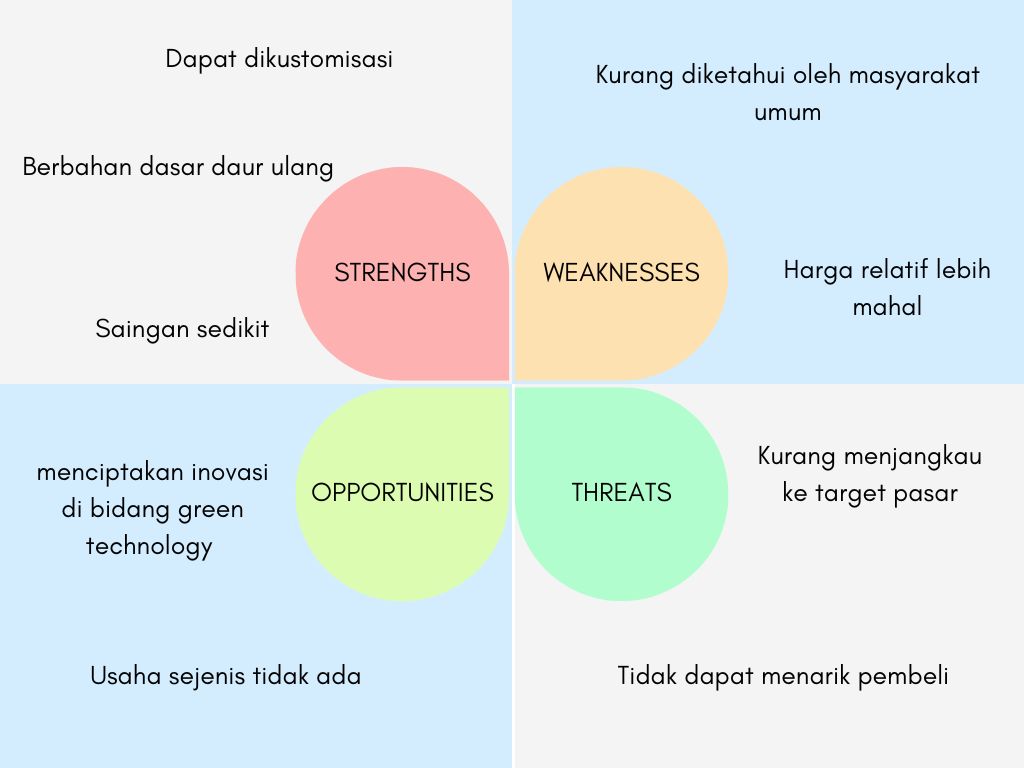 Dapat dikustomisasi
Berbahan dasar daur ulang
STRENGTHS
Saingan sedikit
Kurang diketahui oleh masyarakat
umum
WEAKNESSES
Harga relatif lebih
mahal
menciptakan inovasi
di bidang green
technology
OPPORTUNITIES
Usaha sejenis tidak ada
THREATS
Kurang menjangkau
ke target pasar
Tidak dapat menarik pembeli